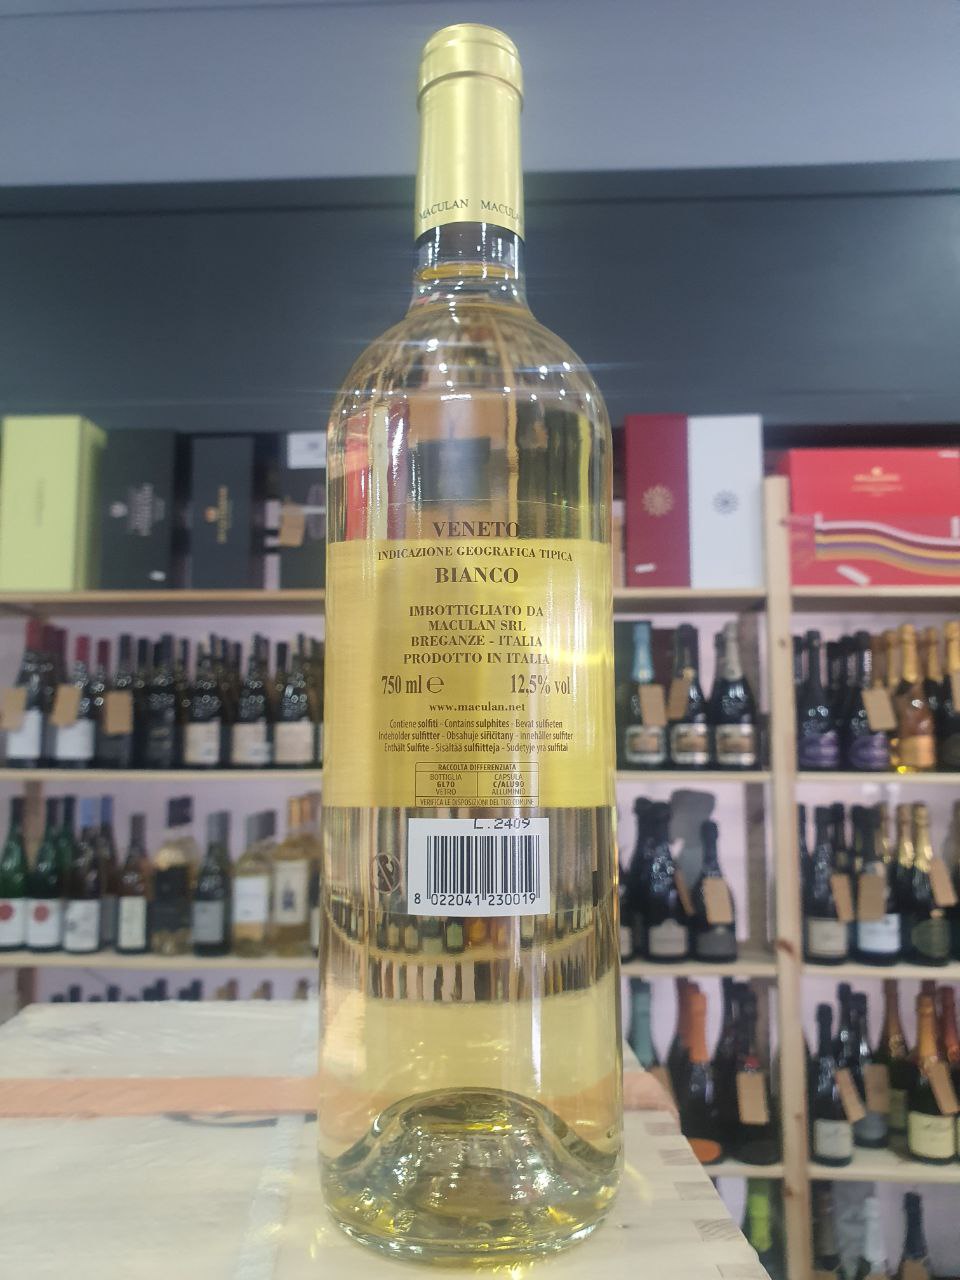 MACULAN MACULAN
VENETO
INDICAZIONE GEOGRAFICA TIPICA
BIANCO
IMBOTTIGLIATO DA
MACULAN SRL
BREGANZE - ITALIA
PRODOTTO IN ITALIA
750 ml ℮ 12.5% vol
www.maculan.net
Contiene solfiti - Contains sulphites - Bevat sulfieten
Indeholder sulfitter - Obsahuje siřičitany - innehåller sulfiter
Enthält Sulfite - Sisältää sulfiitteja - Sudėtyje yra sulfitai
RACCOLTA DIFFERENZIATA
BOTTIGLIA CAPSULA
GL70 C/ALU90
VETRO ALLUMINIO
VERIFICA LE DISPOSIZIONI DEL TUO COMUNE
L.2409
8 022041 230019